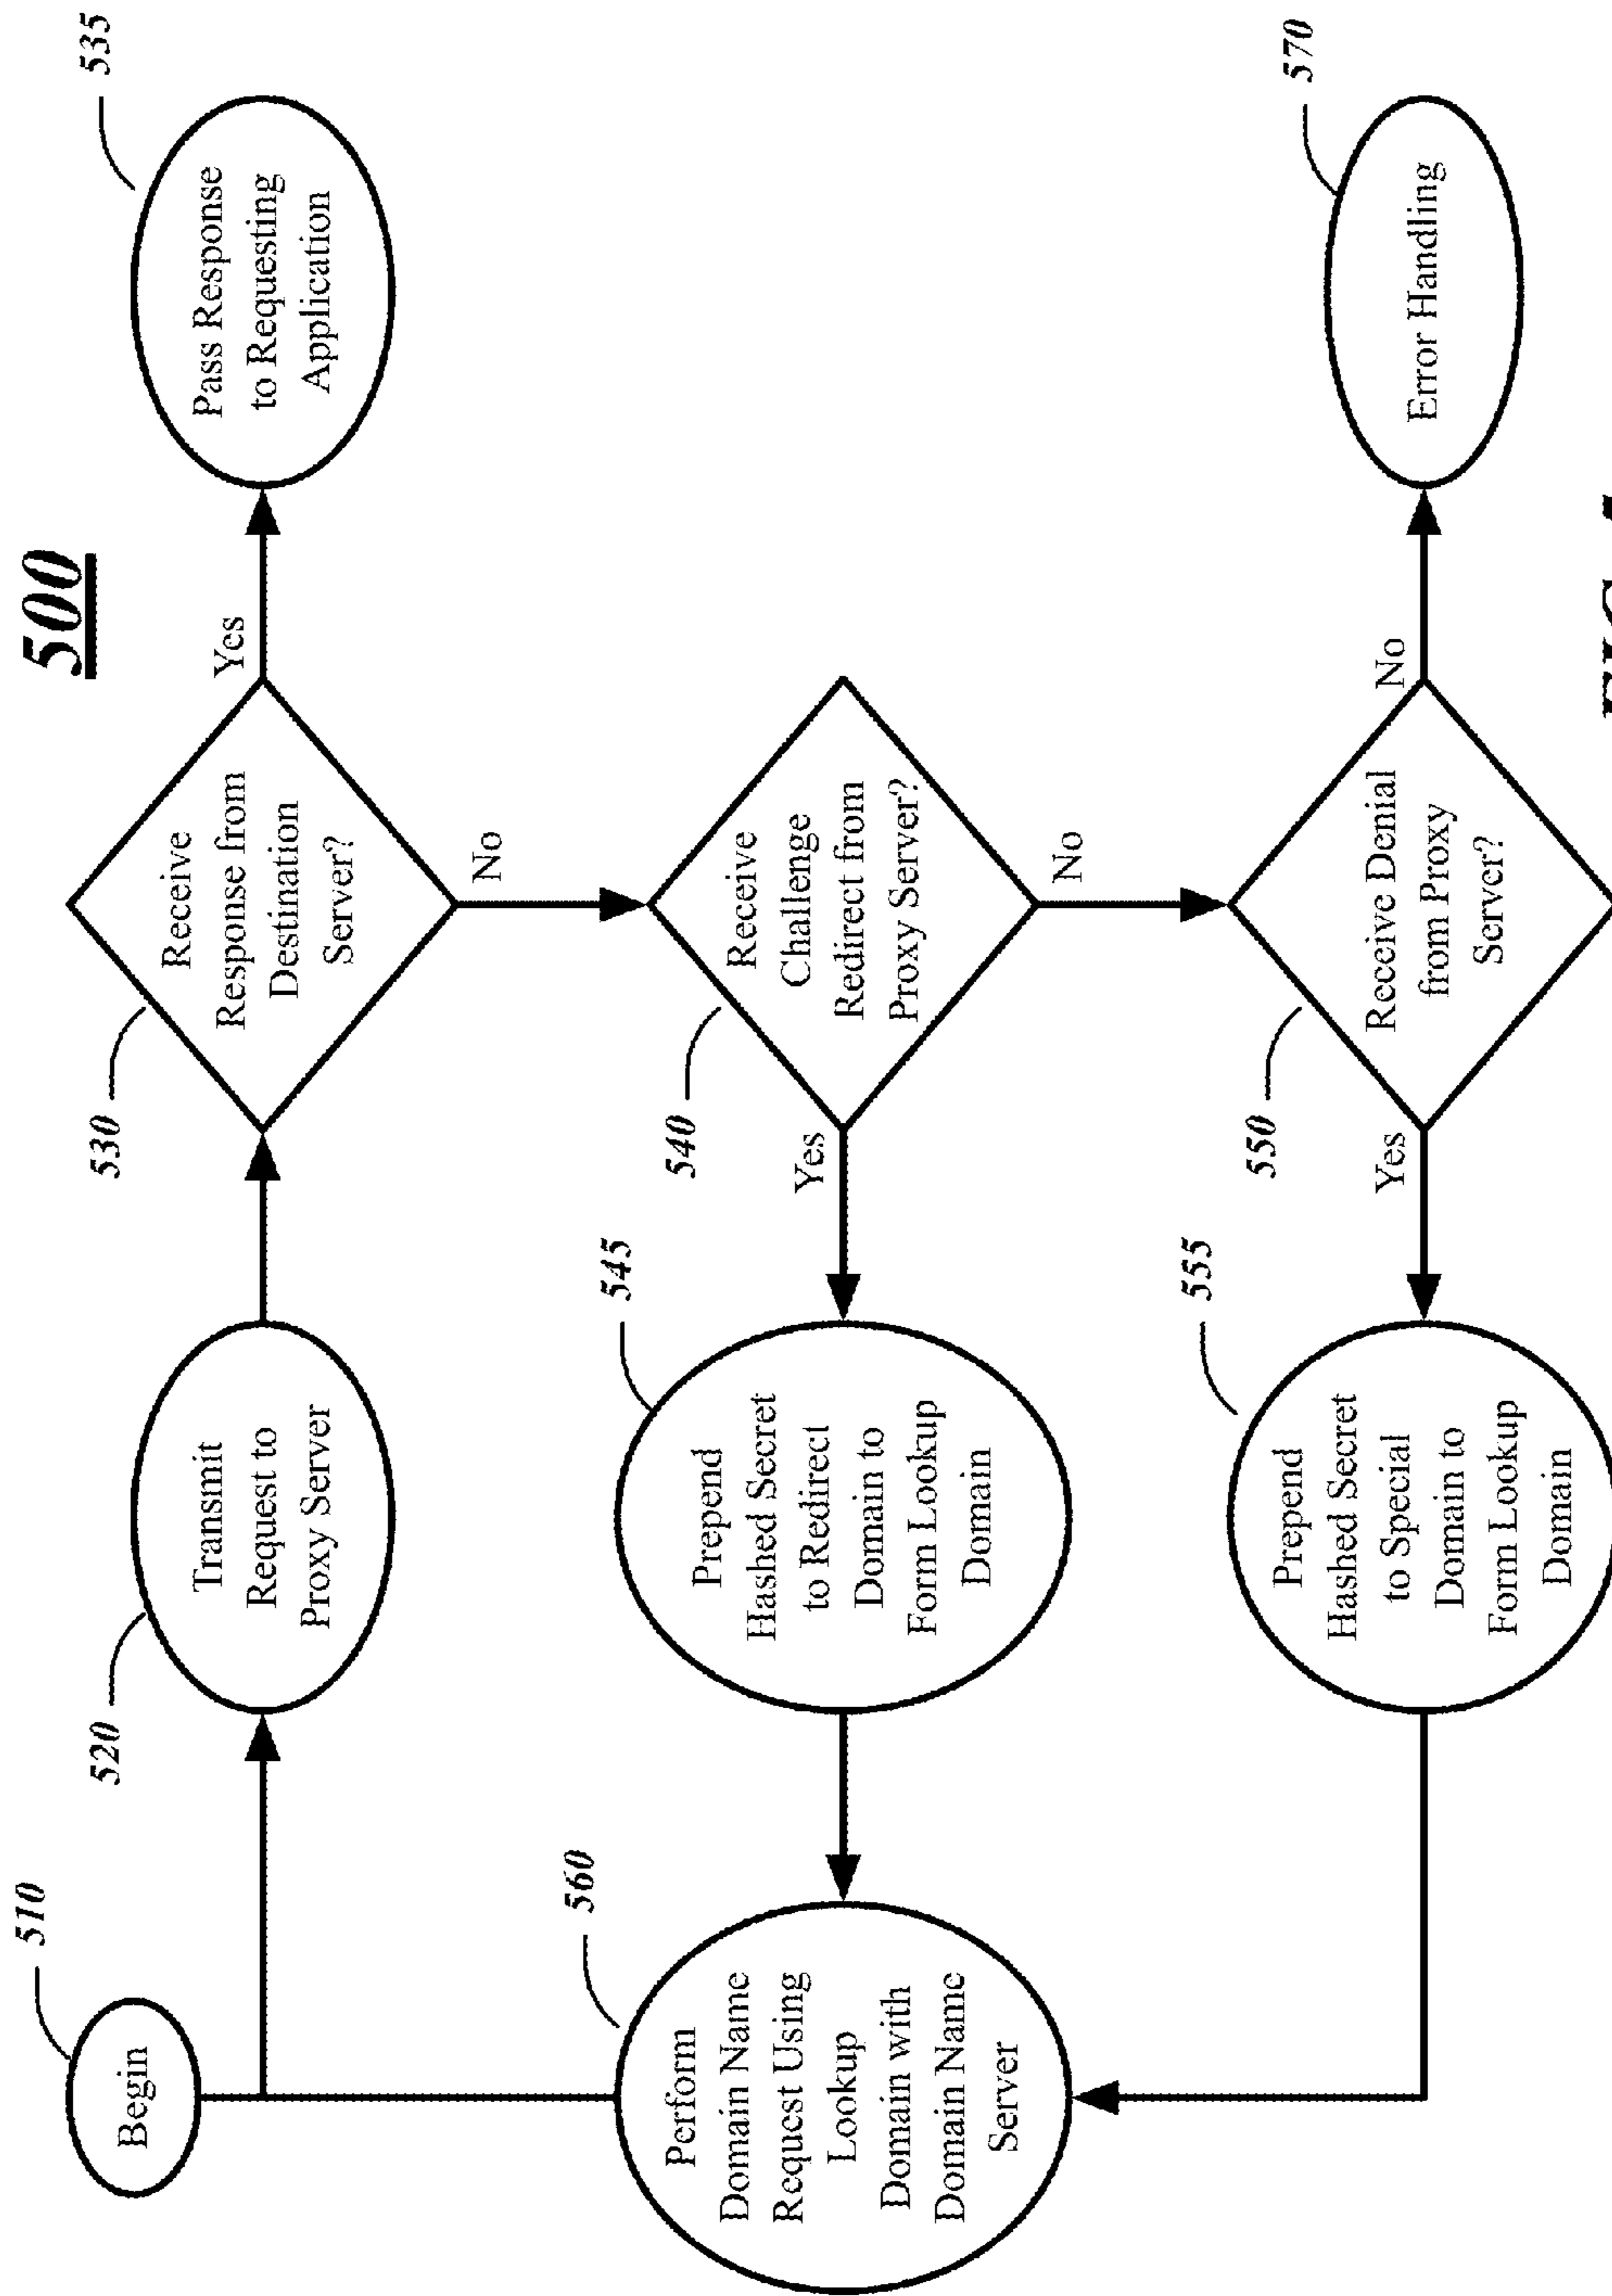 500
510
Begin
520
Transmit
Request to
Proxy Server
530
Receive
Response from
Destination
Server?
Yes
535
Pass Response
to Requesting
Application
No
540
Receive
Challenge
Redirect from
Proxy Server?
Yes
545
Prepend
Hashed Secret
to Redirect
Domain to
Form Lookup
Domain
560
Perform
Domain Name
Request Using
Lookup
Domain with
Domain Name
Server
No
550
Receive Denial
from Proxy
Server?
Yes
555
Prepend
Hashed Secret
to Special
Domain to
Form Lookup
Domain
No
570
Error Handling